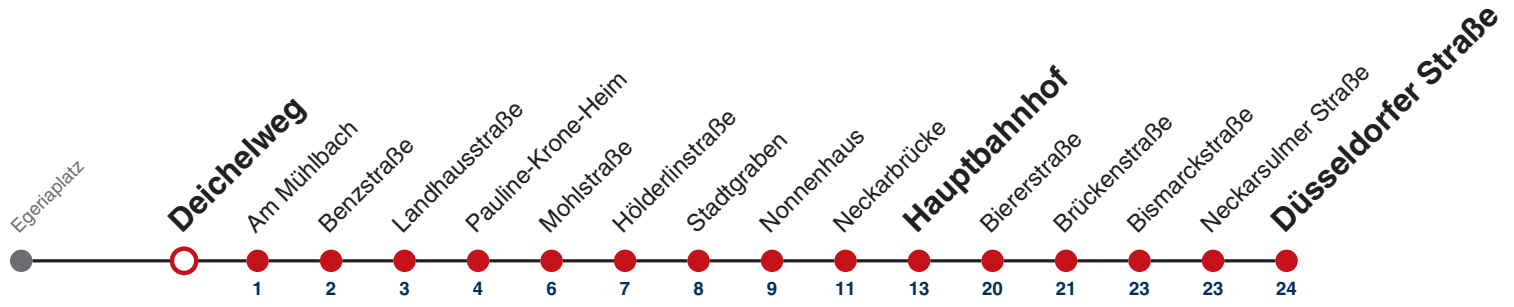 Egeriaplatz
Deichelweg
Am Mühlbach
Benzstraße
Landhausstraße
Pauline-Krone-Heim
Mohlstraße
Hölderlinstraße
Stadtgraben
Nonnenhaus
Neckarbrücke
Hauptbahnhof
Biererstraße
Brückenstraße
Bismarckstraße
Neckarsulmer Straße
Düsseldorfer Straße
1 2 3 4 6 7 8 9 11 13 20 21 23 23 24